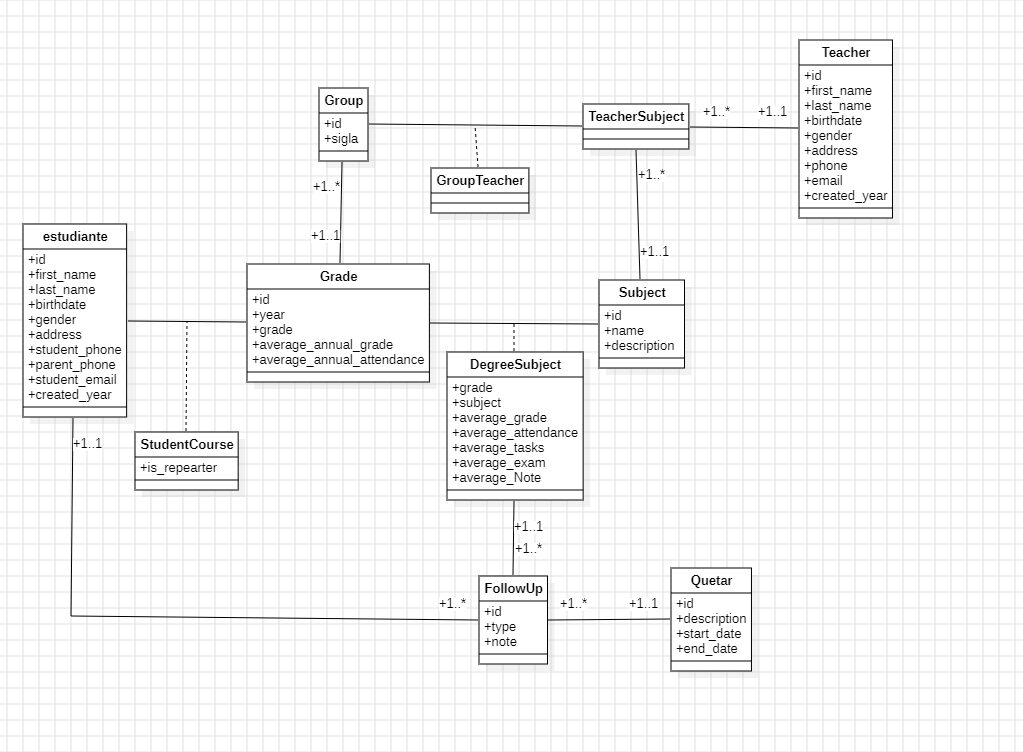 Teacher
+id
+first_name
+last_name
+birthdate
+gender
+address
+phone
+email
+created_year
Group
+id
+sigla
TeacherSubject
+1..*
+1..1
GroupTeacher
+1..*
+1..1
+1..*
+1..1
estudiante
+id
+first_name
+last_name
+birthdate
+gender
+address
+student_phone
+parent_phone
+student_email
+created_year
Grade
+id
+year
+grade
+average_annual_grade
+average_annual_attendance
Subject
+id
+name
+description
DegreeSubject
+grade
+subject
+average_grade
+average_attendance
+average_tasks
+average_exam
+average_Note
+1..1
StudentCourse
+is_repearter
+1..1
+1..*
FollowUp
+id
+type
+note
+1..*
+1..*
+1..1
Quetar
+id
+description
+start_date
+end_date